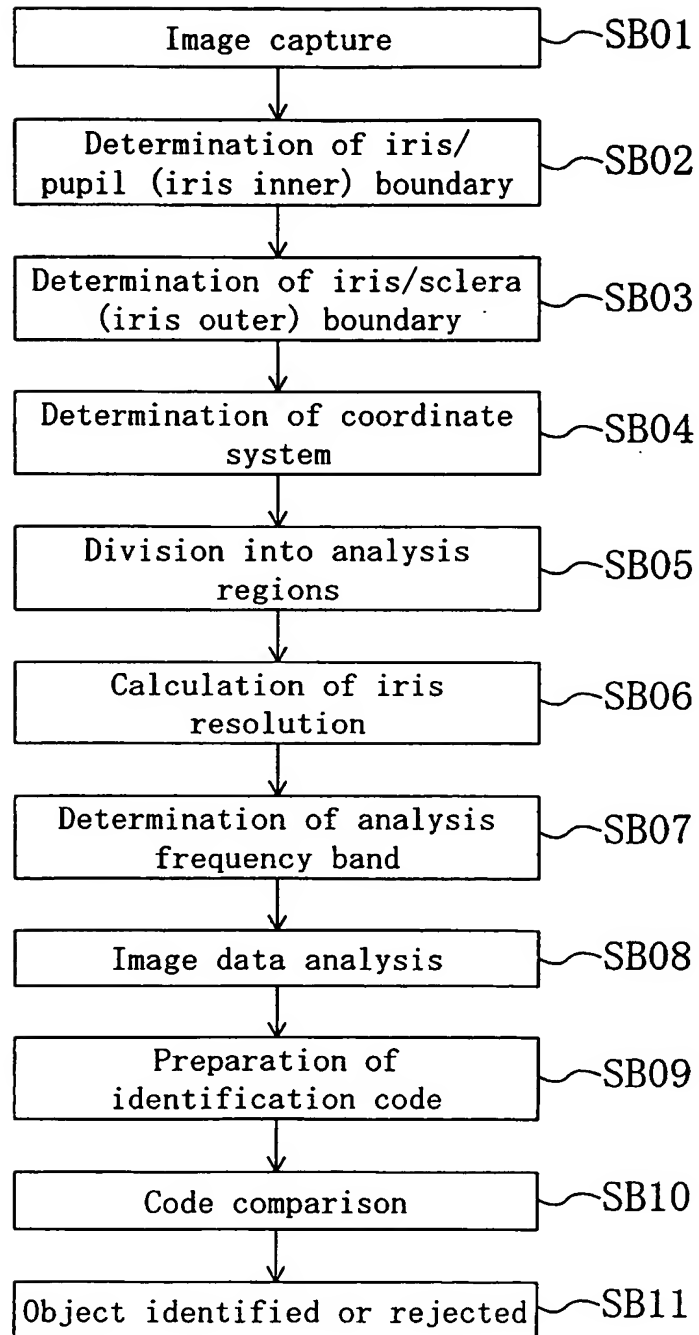 Image capture
SB01
Determination of iris/
pupil (iris inner) boundary
SB02
Determination of iris/sclera
(iris outer) boundary
SB03
Determination of coordinate
system
SB04
Division into analysis
regions
SB05
Calculation of iris
resolution
SB06
Determination of analysis
frequency band
SB07
Image data analysis
SB08
Preparation of
identification code
SB09
Code comparison
SB10
Object identified or rejected
SB11